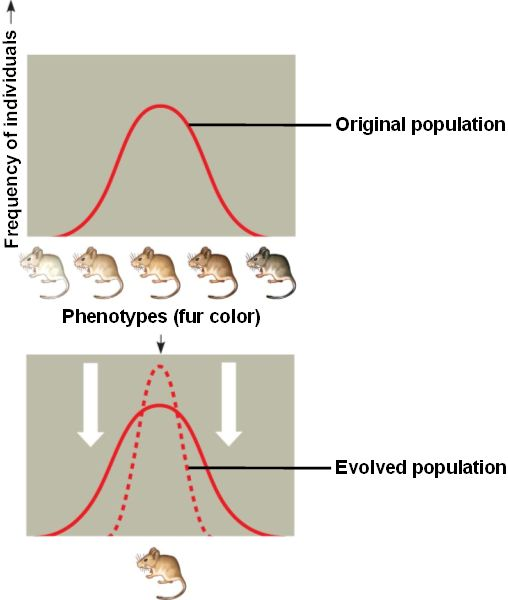 Frequency of individuals
Original population
Phenotypes (fur color)
Evolved population